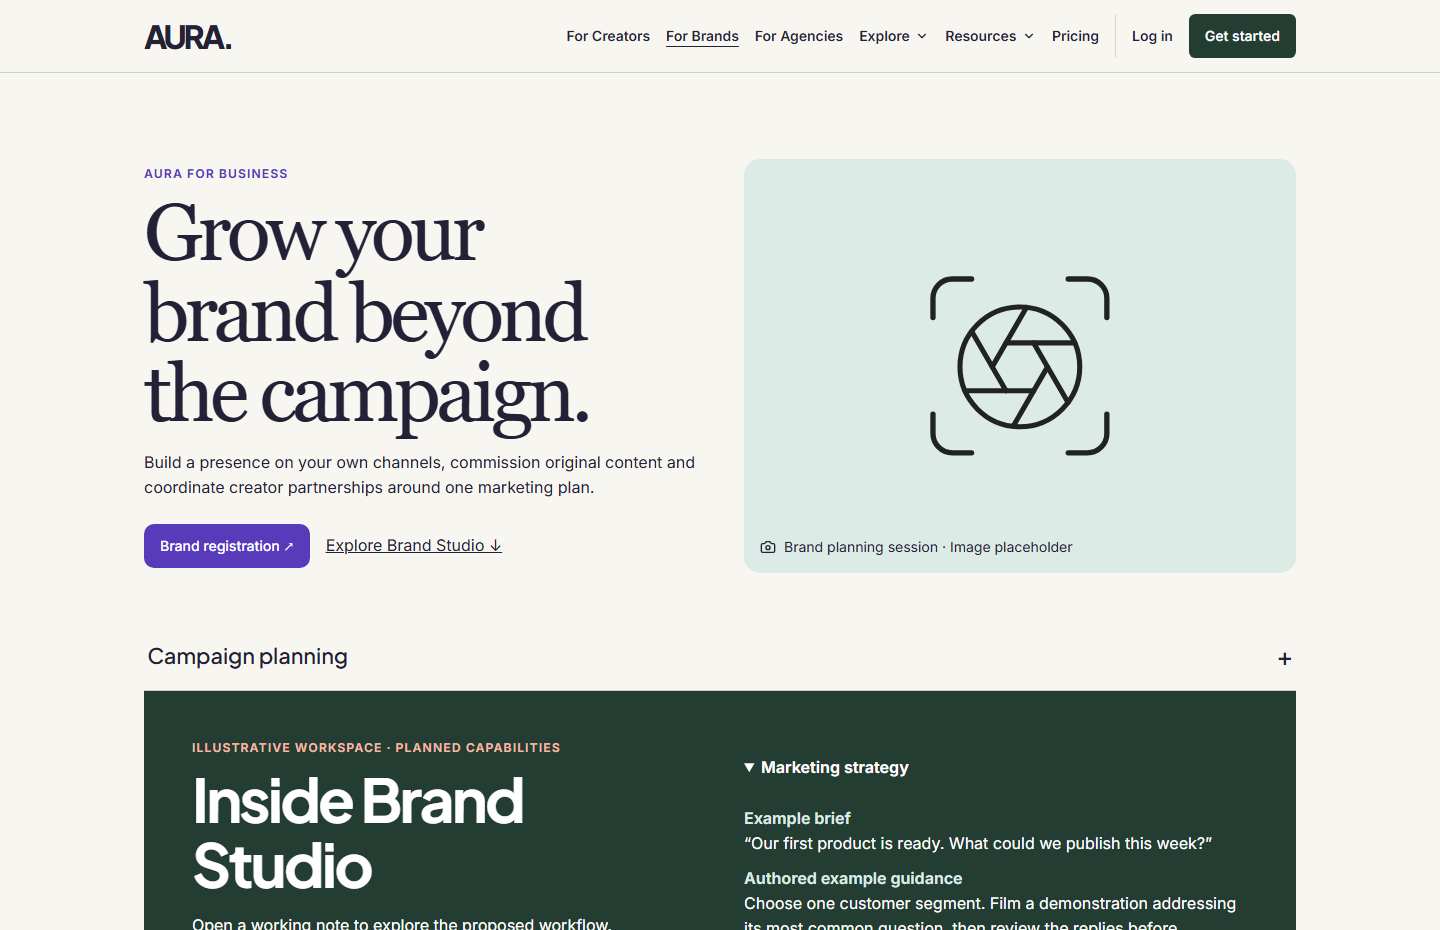 AURA.
For Creators
For Brands
For Agencies
Explore
Resources
Pricing
Log in
Get started
AURA FOR BUSINESS
Grow your
brand beyond
the campaign.
Build a presence on your own channels, commission original content and
coordinate creator partnerships around one marketing plan.
Brand registration ↗
Explore Brand Studio ↓
Brand planning session · Image placeholder
Campaign planning
+
ILLUSTRATIVE WORKSPACE · PLANNED CAPABILITIES
Inside Brand
Studio
Open a working note to explore the proposed workflow.
▼ Marketing strategy
Example brief
“Our first product is ready. What could we publish this week?”
Authored example guidance
Choose one customer segment. Film a demonstration addressing
its most common question, then review the replies before